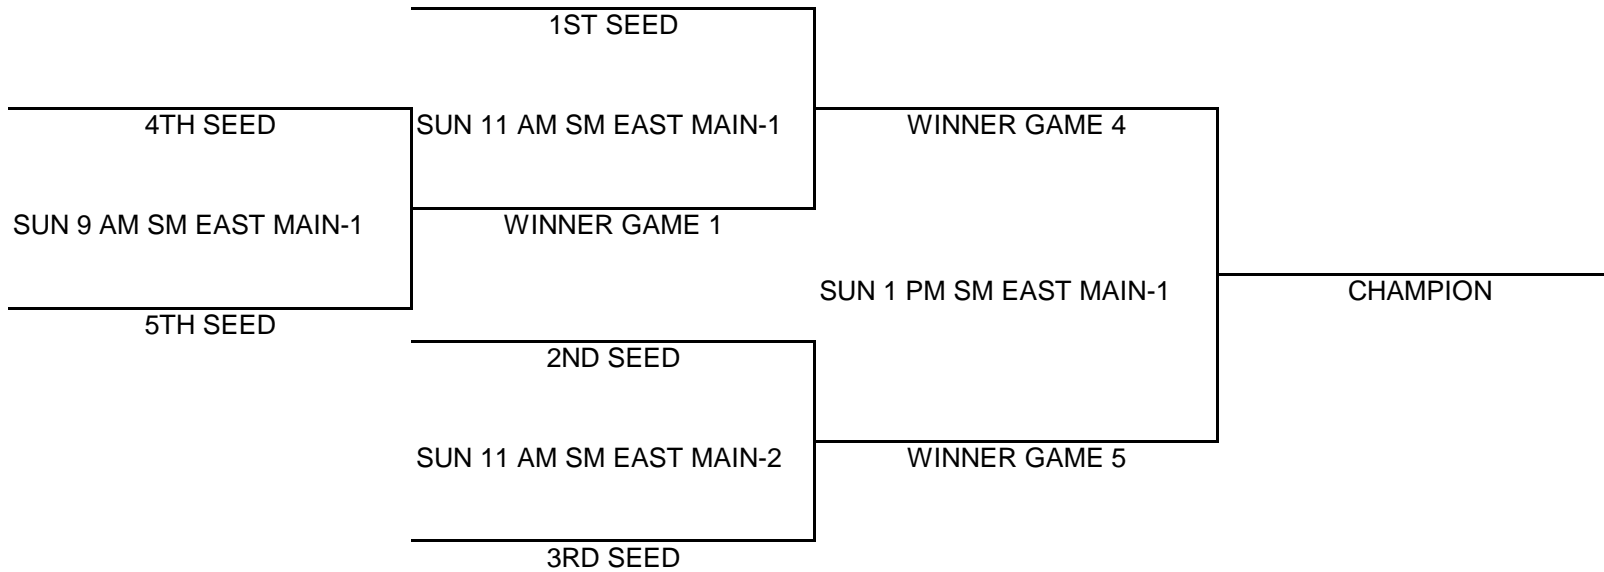 1ST SEED
4TH SEED
SUN 11 AM SM EAST MAIN-1
WINNER GAME 4
SUN 9 AM SM EAST MAIN-1
WINNER GAME 1
SUN 1 PM SM EAST MAIN-1
CHAMPION
5TH SEED
2ND SEED
SUN 11 AM SM EAST MAIN-2
WINNER GAME 5
3RD SEED